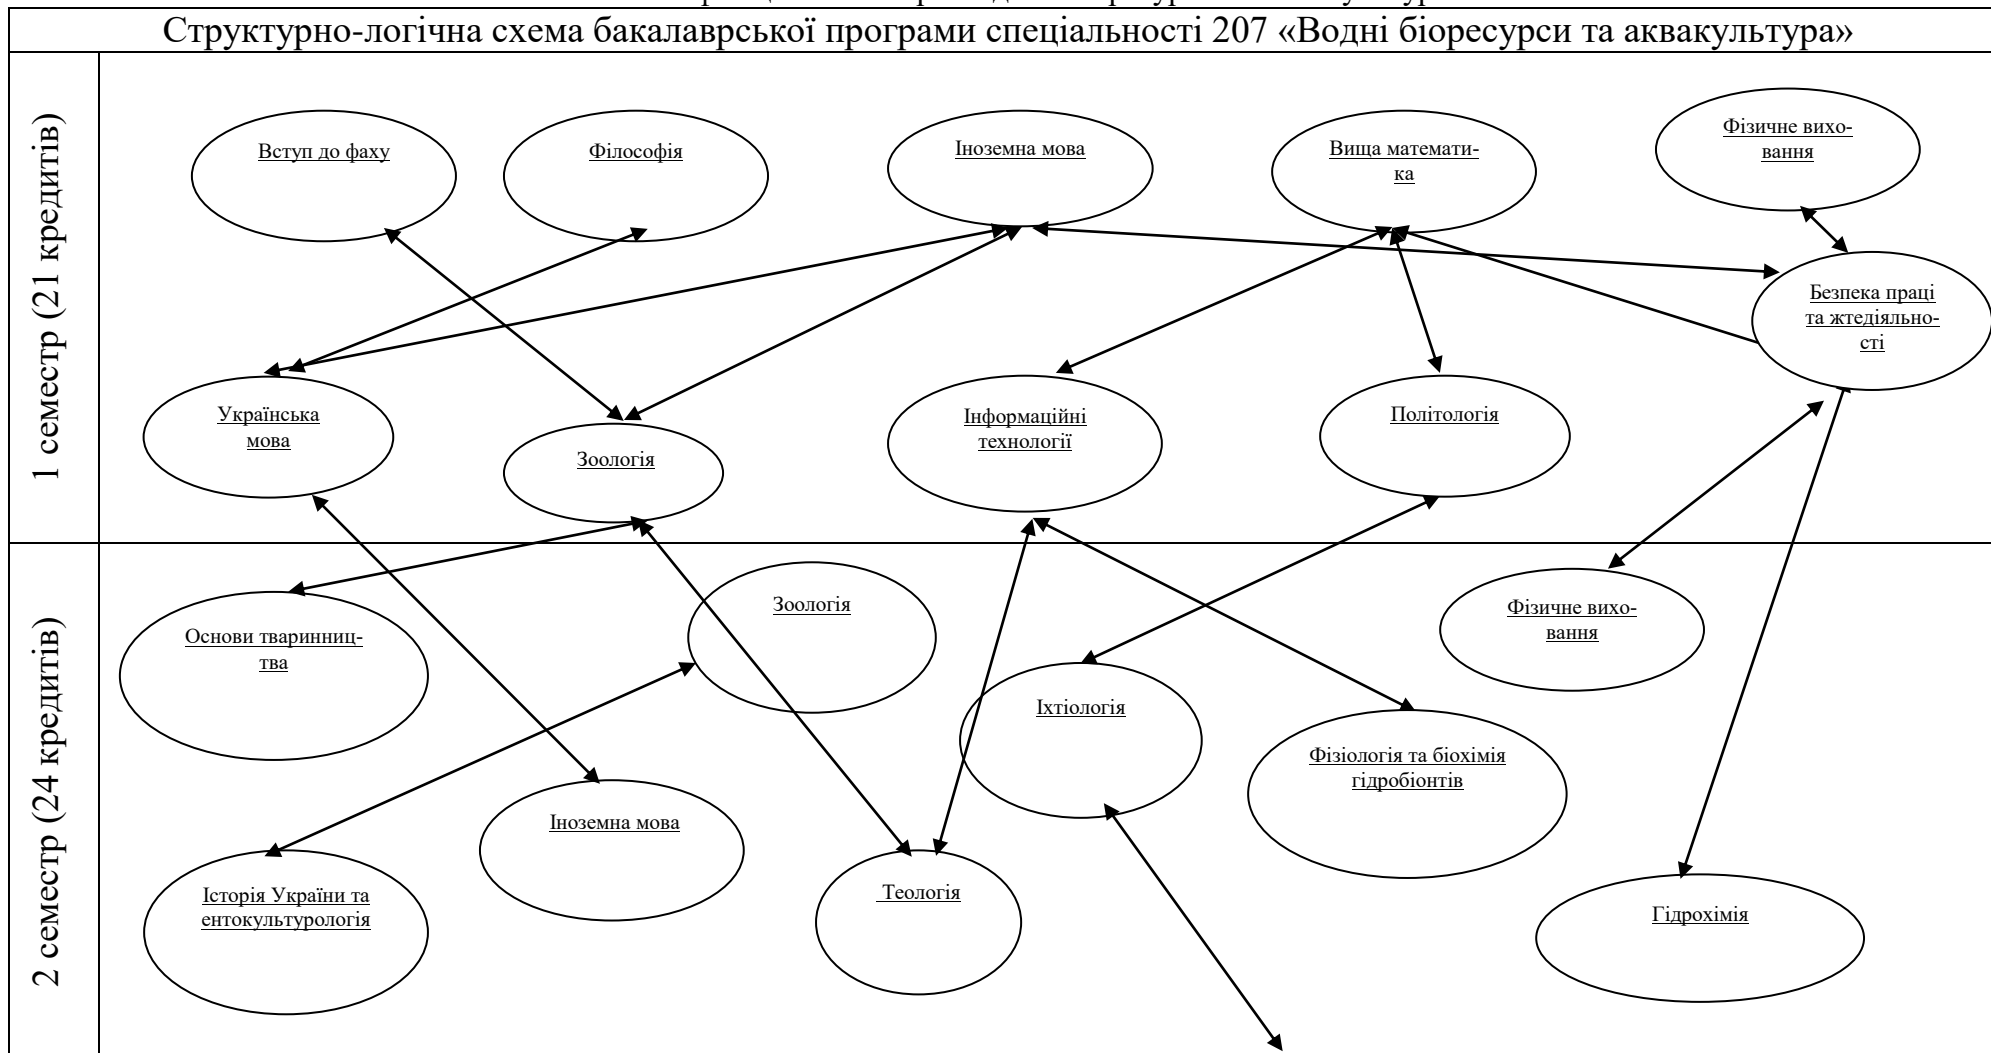 Структурно-логічна схема бакалаврської програми спеціальності 207 «Водні біоресурси та аквакультура»
1 семестр (21 кредитів)
Вступ до фаху
Філософія
Іноземна мова
Вища математи-
ка
Фізичне вихо-
вання
Безпека праці
та жтедіяльно-
сті
Українська
мова
Зоологія
Інформаційні
технології
Політологія
2 семестр (24 кредитів)
Основи тваринниц-
тва
Зоологія
Фізичне вихо-
вання
Іхтіологія
Фізіологія та біохімія
гідробіонтів
Іноземна мова
Історія України та
ентокультурологія
Теологія
Гідрохімія